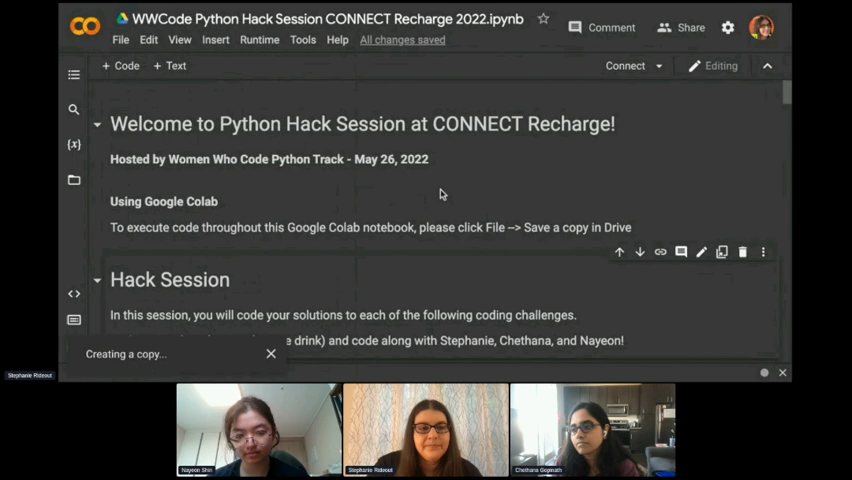 WWCode Python Hack Session CONNECT Recharge 2022.ipynb
Comment
Share
File Edit View Insert Runtime Tools Help All changes saved
+ Code + Text
Connect
Editing
Welcome to Python Hack Session at CONNECT Recharge!
Hosted by Women Who Code Python Track - May 26, 2022
{x}
Using Google Colab
To execute code throughout this Google Colab notebook, please click File --> Save a copy in Drive
Hack Session
In this session, you will code your solutions to each of the following coding challenges.
e drink) and code along with Stephanie, Chethana, and Nayeon!
Creating a copy...
Stephanie Rideout
Nayeon Shin
Stephanie Rideout
Chethana Gopinath